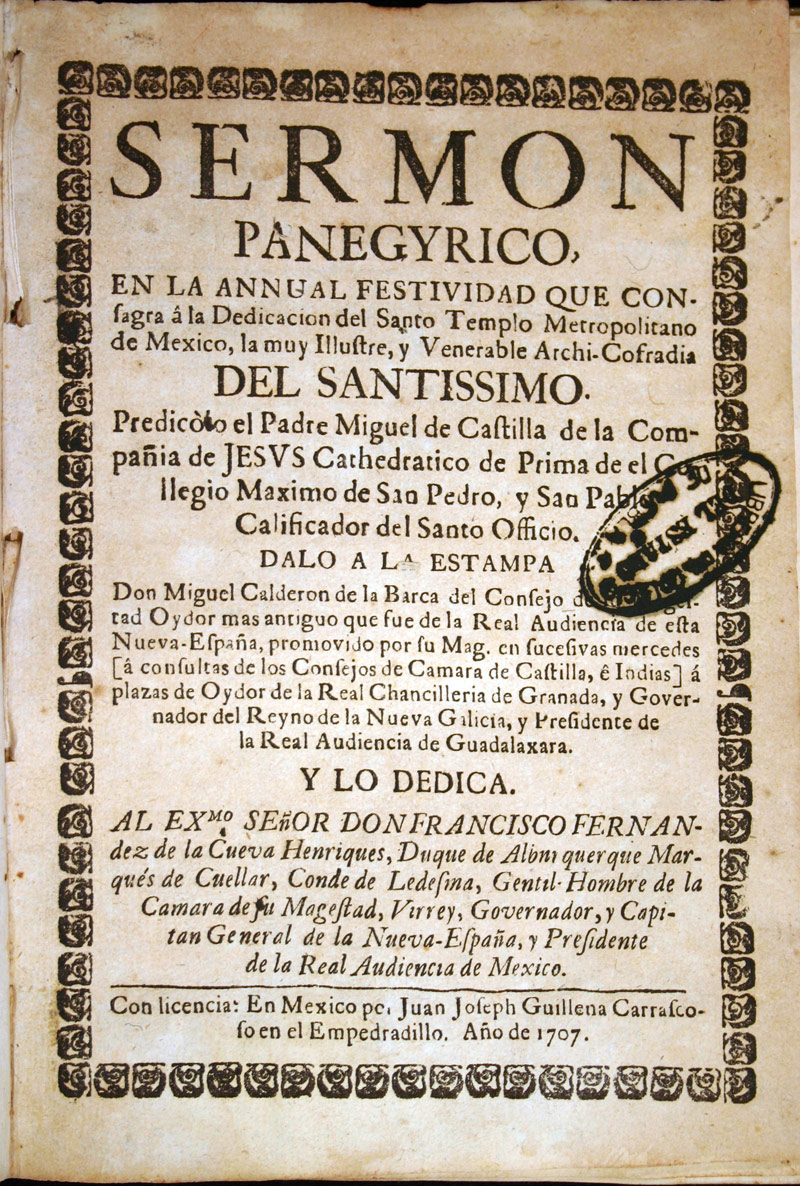 SERMON
PANEGYRICO,
EN LA ANNUAL FESTIVIDAD QUE CON-
ſagra á la Dedicacion del Santo Templo Metropolitano
de Mexico, la muy Illuſtre, y Venerable Archi-Cofradia
DEL SANTISSIMO.
Predicòlo el Padre Miguel de Caſtilla de la Com-
pañia de JESVS Cathedratico de Prima de el
llegio Maximo de San Pedro, y San
Calificador del Santo Officio.
DALO A LA ESTAMPA
Don Miguel Calderon de la Barca del Conſejo
tad Oydor mas antiguo que fue de la Real Audiencia de eſta
Nueva-Eſpaña, promovido por ſu Mag. en ſuceſivas mercedes
[á conſultas de los Conſejos de Camara de Caſtilla, ê Indias] á
plazas de Oydor de la Real Chancilleria de Granada, y Gover-
nador del Reyno de la Nueva Galicia, y Preſidente de
la Real Audiencia de Guadalaxara.
Y LO DEDICA.
AL EXMO. SEñOR DON FRANCISCO FERNAN-
dez de la Cueva Henriques, Duque de Albm querque Mar-
qués de Cuellar, Conde de Ledeſma, Gentil-Hombre de la
Camara de ſu Mageſtad, Virrey, Governador, y Capi-
tan General de la Nueva-Eſpaña, y Preſidente
de la Real Audiencia de Mexico.
Con licencia: En Mexico por Juan Joſeph Guillena Carraſco-
ſo en el Empedradillo. Año de 1707.